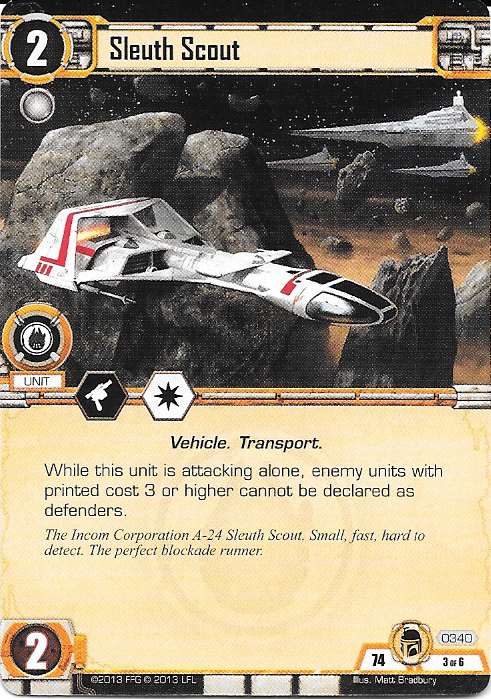 2
Sleuth Scout
UNIT
Vehicle. Transport.
While this unit is attacking alone, enemy units with
printed cost 3 or higher cannot be declared as
defenders.
The Incom Corporation A-24 Sleuth Scout. Small, fast, hard to
detect. The perfect blockade runner.
2
74
0340
3 OF 6
©2013 FFG © 2013 LFL
Illus. Matt Bradbury